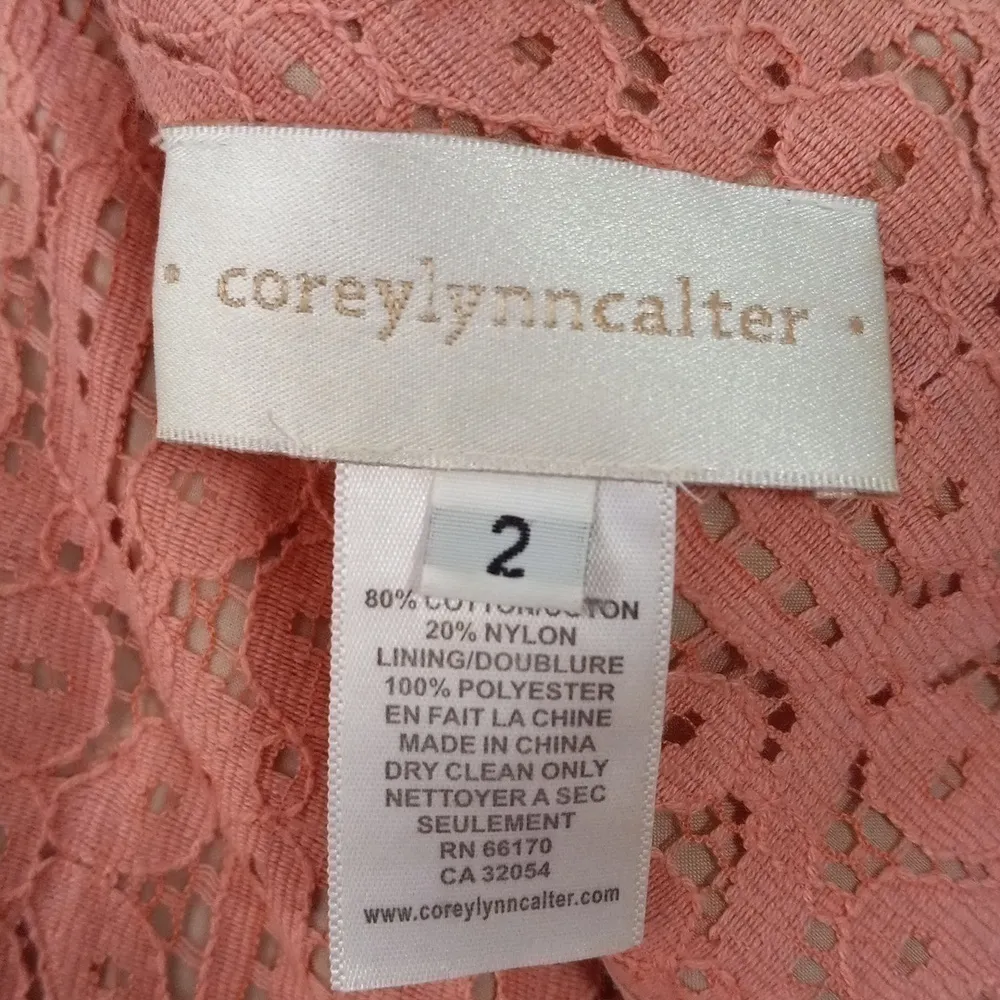 • coreylynncalter •
2
80% COTTON/COTON
20% NYLON
LINING/DOUBLURE
100% POLYESTER
EN FAIT LA CHINE
MADE IN CHINA
DRY CLEAN ONLY
NETTOYER A SEC
SEULEMENT
RN 66170
CA 32054
www.coreylynncalter.com